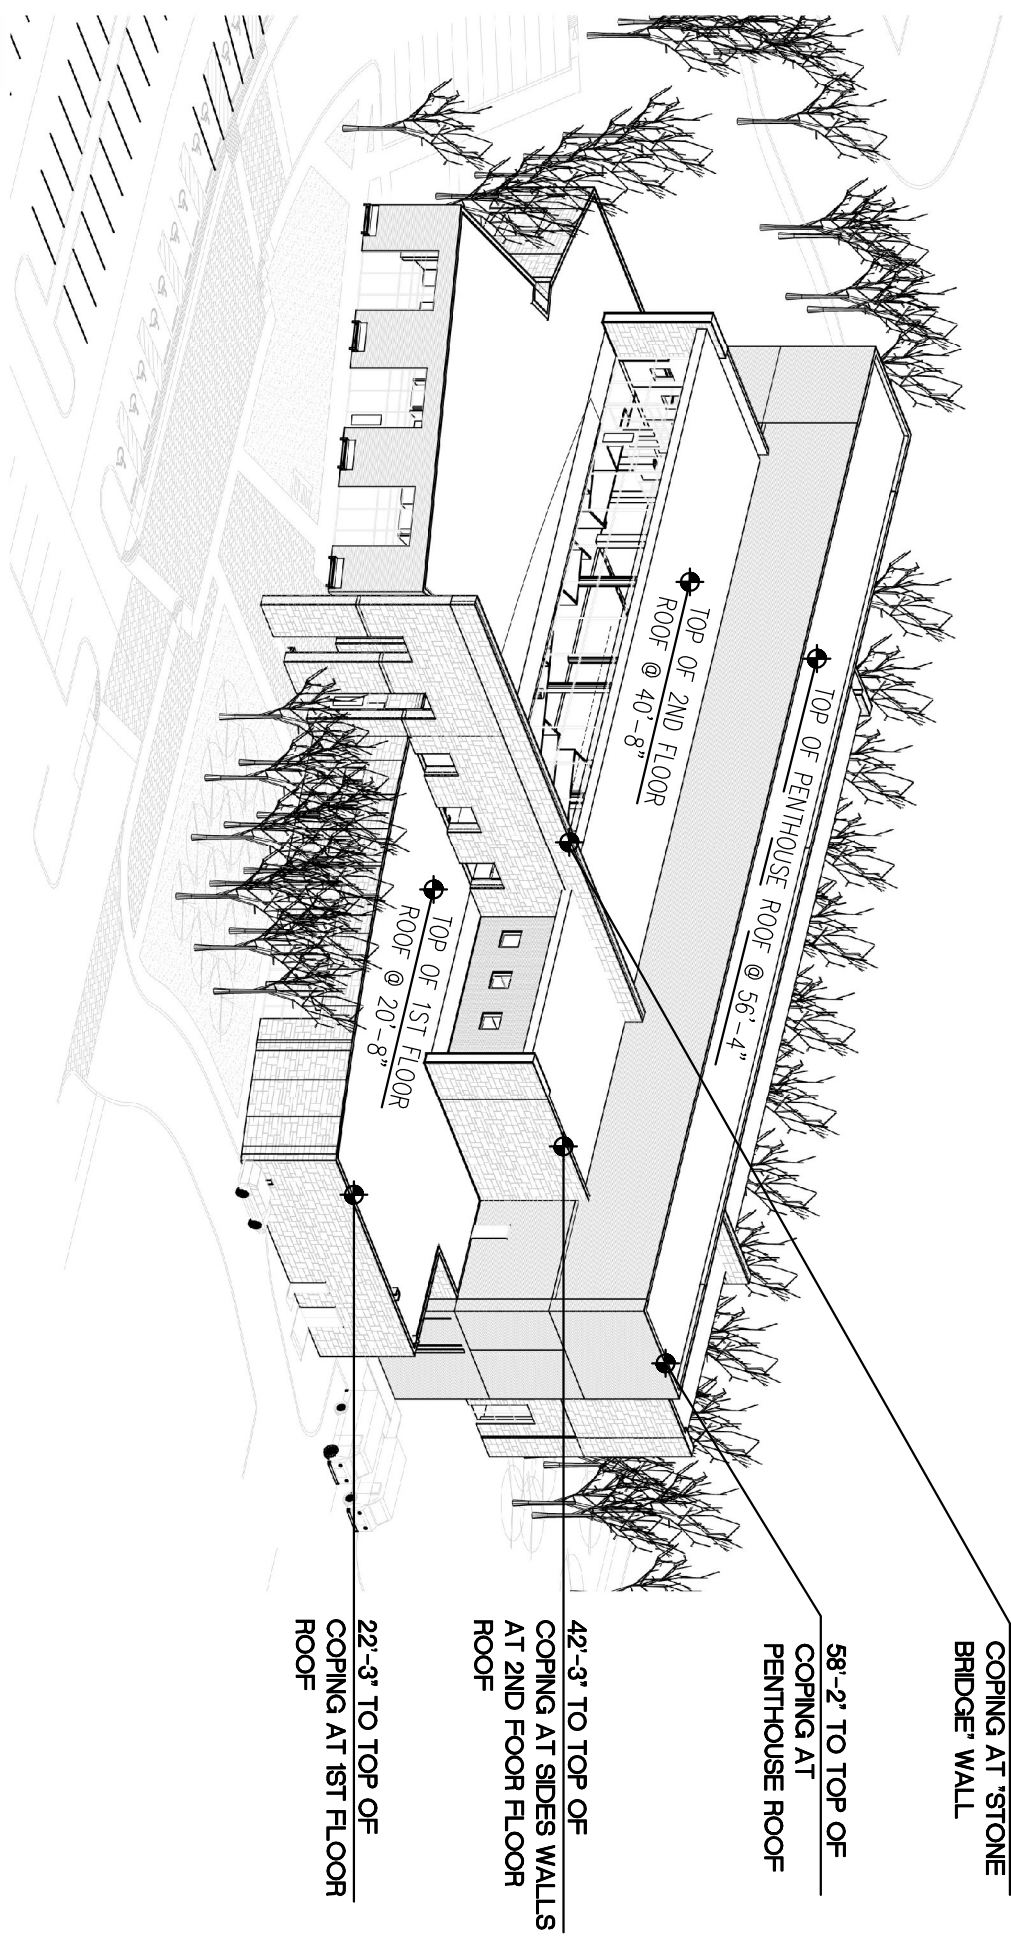 COPING AT "STONE
BRIDGE" WALL
58'-2" TO TOP OF
COPING AT
PENTHOUSE ROOF
TOP OF PENTHOUSE ROOF @ 56'-4"
TOP OF 2ND FLOOR
ROOF @ 40'-8"
42'-3" TO TOP OF
COPING AT SIDES WALLS
AT 2ND FOOR FLOOR
ROOF
TOP OF 1ST FLOOR
ROOF @ 20'-8"
22'-3" TO TOP OF
COPING AT 1ST FLOOR
ROOF